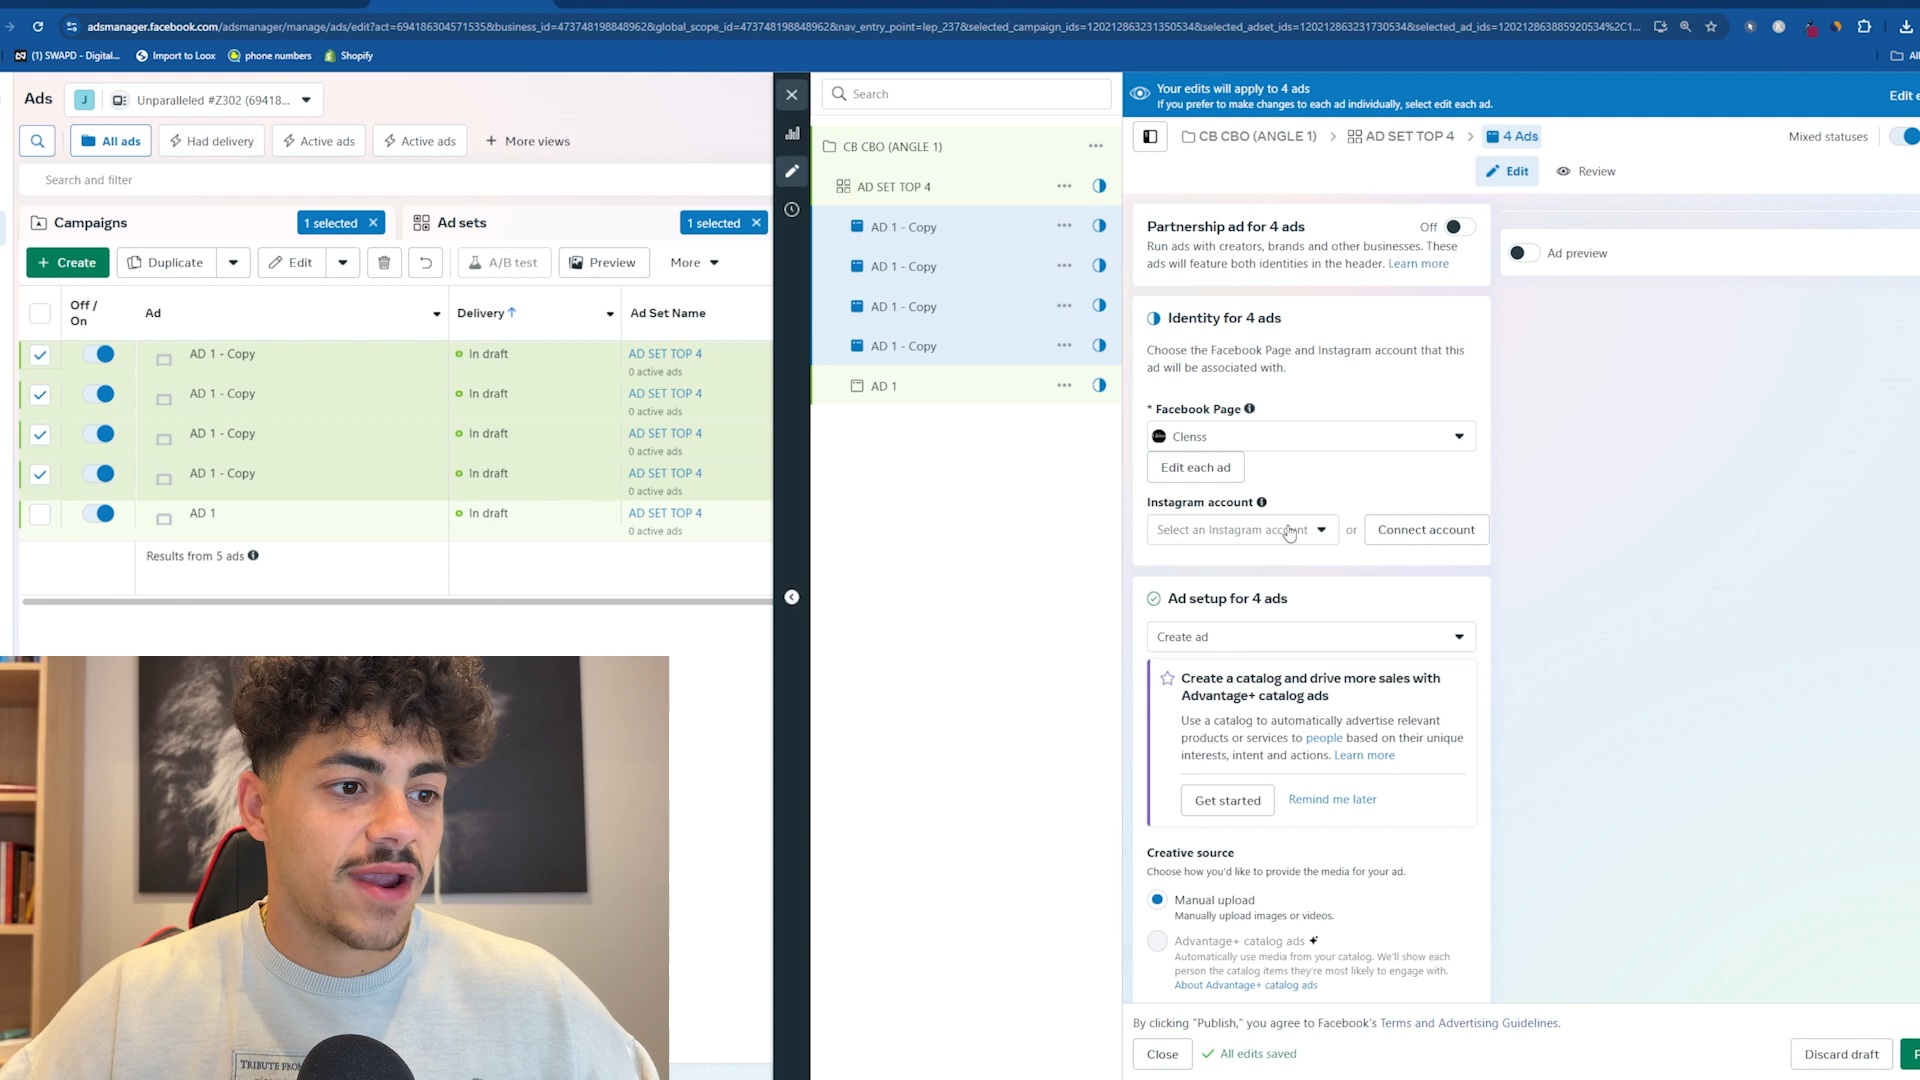 adsmanager.facebook.com/adsmanager/manage/ads/edit?act=694186304571535&business_id=473748198848962&global_scope_id=473748198848962&nav_entry_point=lep_237&selected_campaign_ids=120212863231350534&selected_adset_ids=120212863231730534&selected_ad_ids=120212863885920534%2C1...
(1) SWAPD - Digital... Import to Loox phone numbers Shopify All
Ads J Unparalleled #Z302 (69418...
All ads Had delivery Active ads Active ads + More views
Search and filter
Campaigns 1 selected Ad sets 1 selected
+ Create Duplicate Edit A/B test Preview More
Off / On Ad Delivery ↑ Ad Set Name
AD 1 - Copy In draft AD SET TOP 4
0 active ads
AD 1 - Copy In draft AD SET TOP 4
0 active ads
AD 1 - Copy In draft AD SET TOP 4
0 active ads
AD 1 - Copy In draft AD SET TOP 4
0 active ads
AD 1 In draft AD SET TOP 4
0 active ads
Results from 5 ads
Search
CB CBO (ANGLE 1)
AD SET TOP 4
AD 1 - Copy
AD 1 - Copy
AD 1 - Copy
AD 1 - Copy
AD 1
Your edits will apply to 4 ads
If you prefer to make changes to each ad individually, select edit each ad.
Edit e
CB CBO (ANGLE 1) > AD SET TOP 4 > 4 Ads Mixed statuses
Edit Review
Partnership ad for 4 ads Off
Run ads with creators, brands and other businesses. These
ads will feature both identities in the header. Learn more
Ad preview
Identity for 4 ads
Choose the Facebook Page and Instagram account that this
ad will be associated with.
* Facebook Page
Clenss
Edit each ad
Instagram account
Select an Instagram account or Connect account
Ad setup for 4 ads
Create ad
Create a catalog and drive more sales with
Advantage+ catalog ads
Use a catalog to automatically advertise relevant
products or services to people based on their unique
interests, intent and actions. Learn more
Get started Remind me later
Creative source
Choose how you'd like to provide the media for your ad.
Manual upload
Manually upload images or videos.
Advantage+ catalog ads
Automatically use media from your catalog. We'll show each
person the catalog items they're most likely to engage with.
About Advantage+ catalog ads
By clicking "Publish," you agree to Facebook's Terms and Advertising Guidelines.
Close All edits saved Discard draft P
TRIBUTE FROM